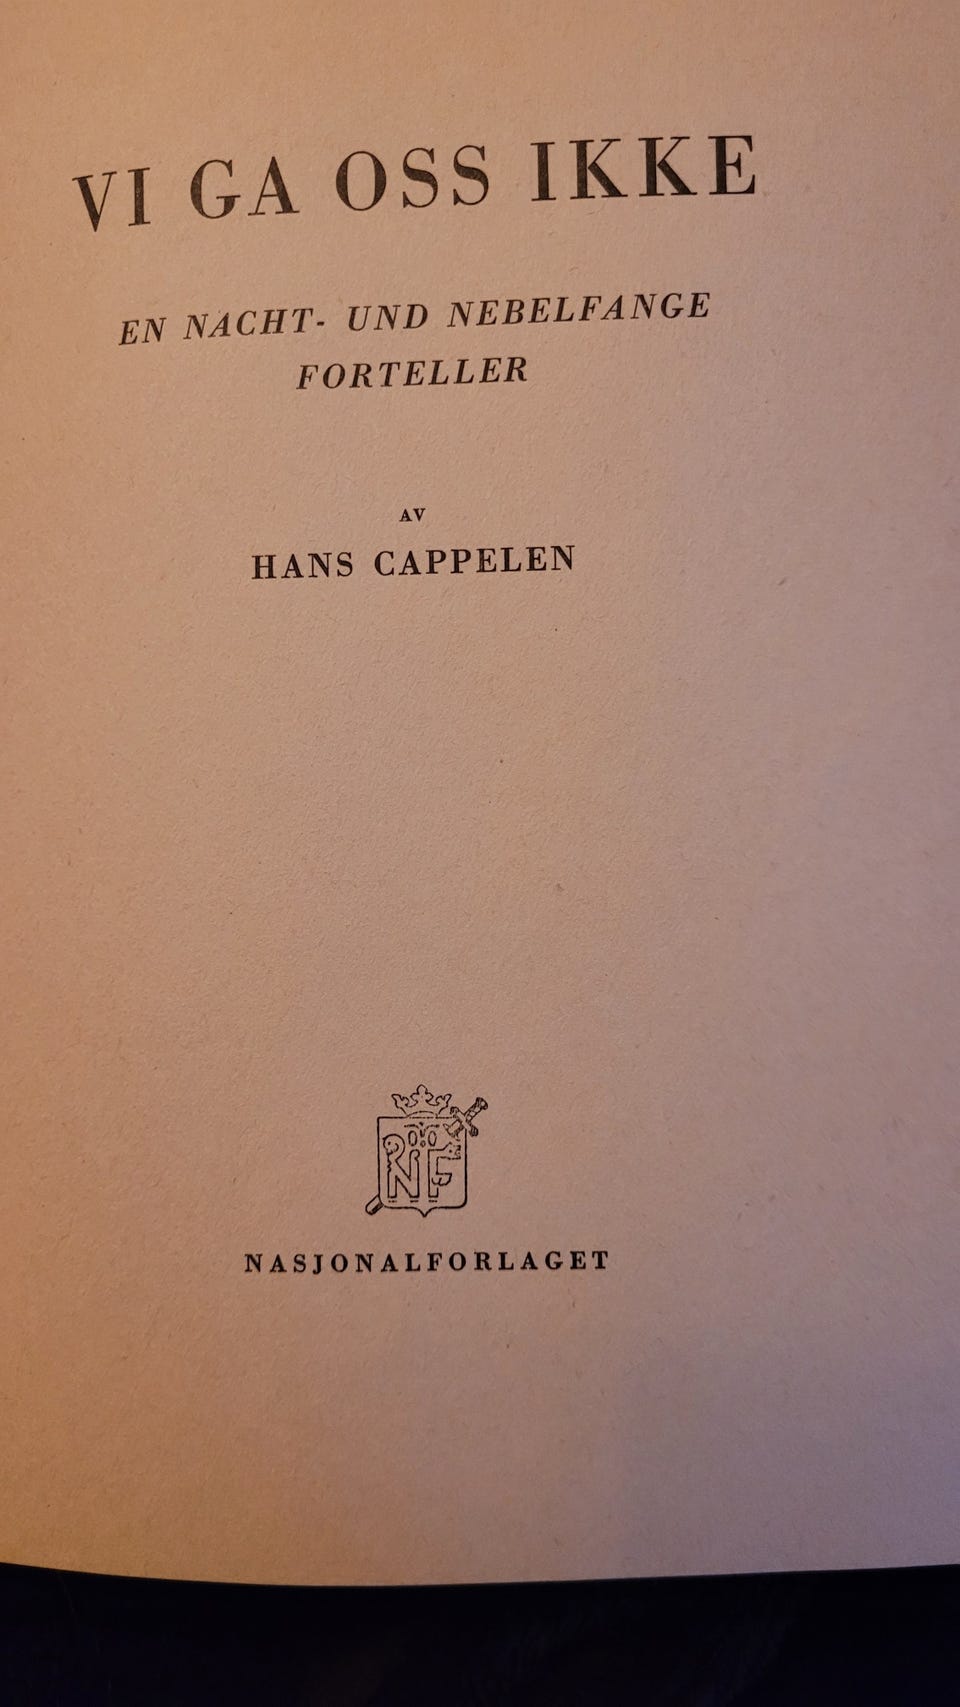 VI GA OSS IKKE
EN NACHT- UND NEBELFANGE
FORTELLER
AV
HANS CAPPELEN
NF
NASJONALFORLAGET